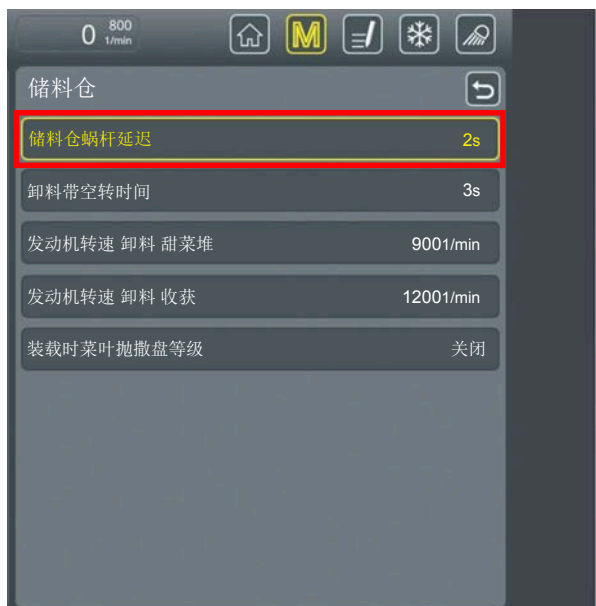 0 800 1/min M
储料仓
储料仓蜗杆延迟 2s
卸料带空转时间 3s
发动机转速 卸料 甜菜堆 9001/min
发动机转速 卸料 收获 12001/min
装载时菜叶抛撒盘等级 关闭